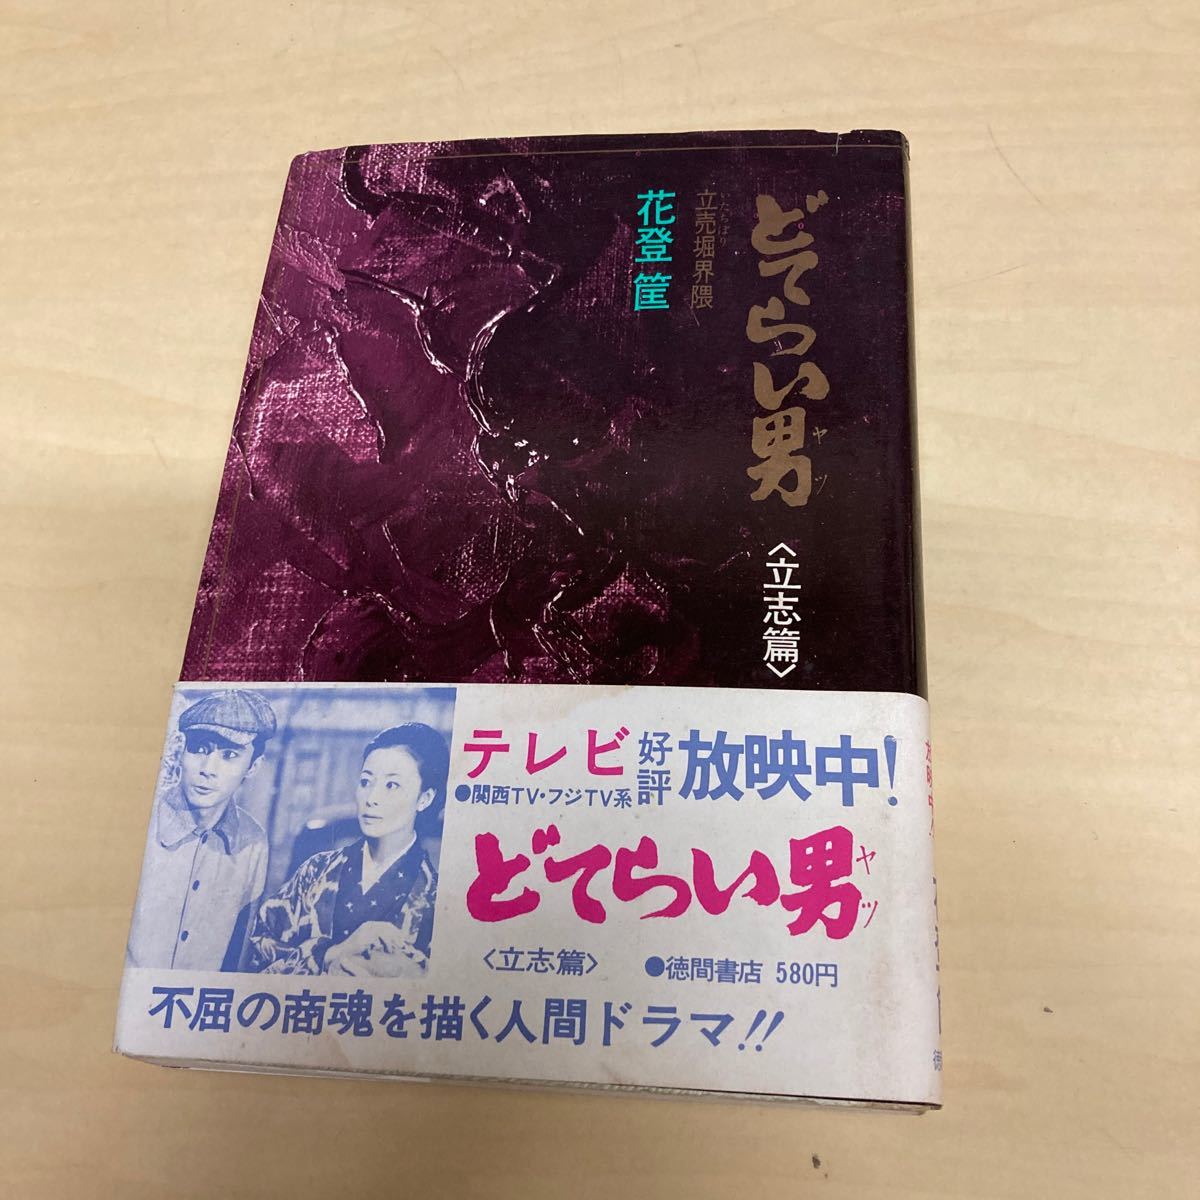 どてらい男
ヤツ
〈立志篇〉
立売堀界隈
いたちぼり
花登筐
テレビ好評放映中!
●関西TV・フジTV系
どてらい男
ヤツ
〈立志篇〉 ●徳間書店 580円
不屈の商魂を描く人間ドラマ!!